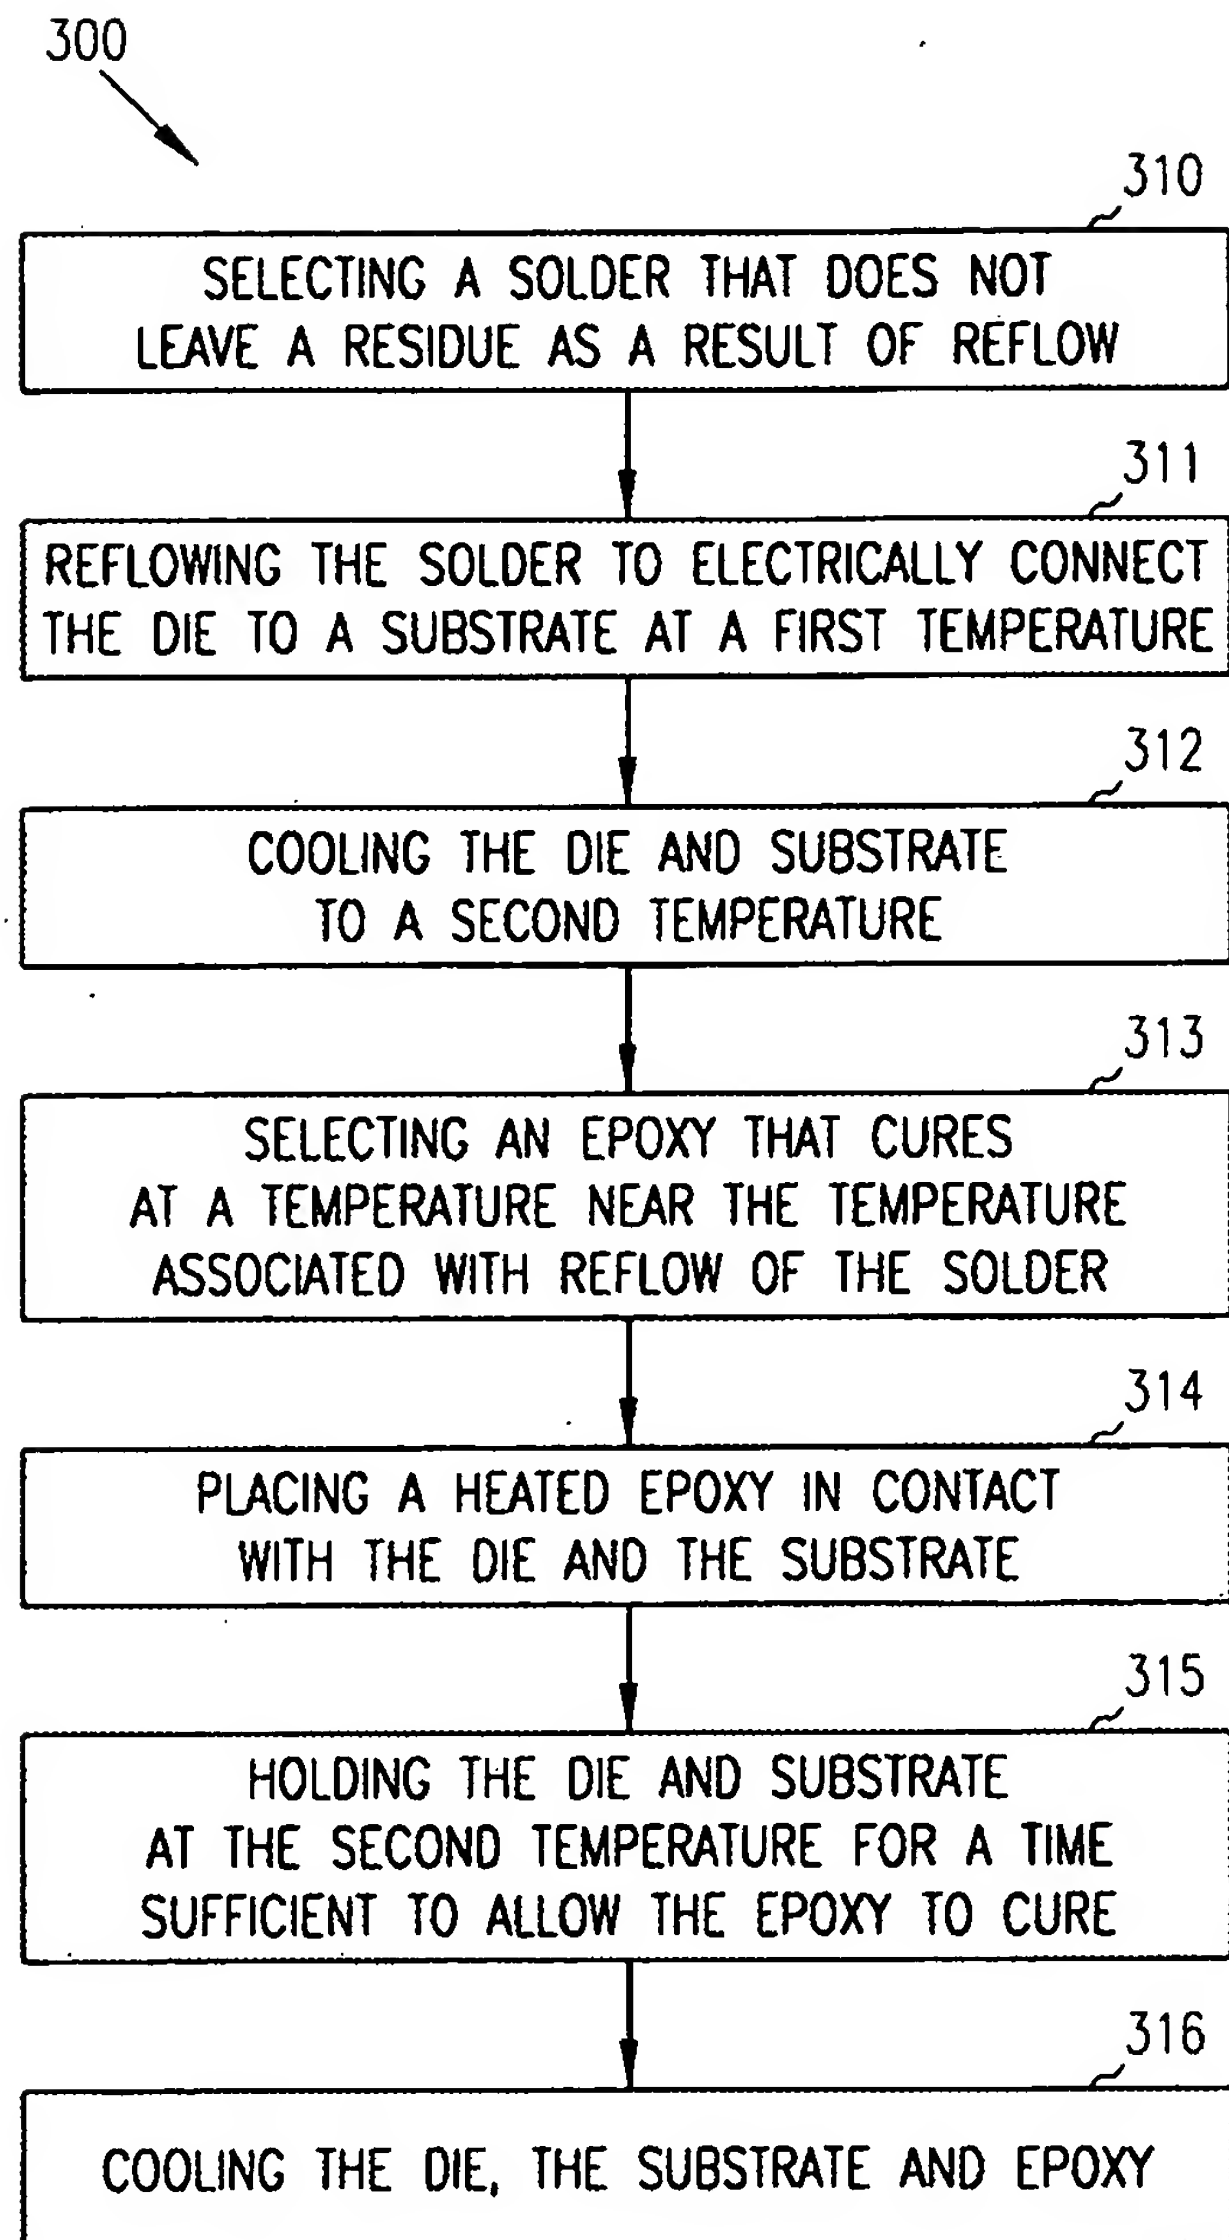 300
310
SELECTING A SOLDER THAT DOES NOT
LEAVE A RESIDUE AS A RESULT OF REFLOW
311
REFLOWING THE SOLDER TO ELECTRICALLY CONNECT
THE DIE TO A SUBSTRATE AT A FIRST TEMPERATURE
312
COOLING THE DIE AND SUBSTRATE
TO A SECOND TEMPERATURE
313
SELECTING AN EPOXY THAT CURES
AT A TEMPERATURE NEAR THE TEMPERATURE
ASSOCIATED WITH REFLOW OF THE SOLDER
314
PLACING A HEATED EPOXY IN CONTACT
WITH THE DIE AND THE SUBSTRATE
315
HOLDING THE DIE AND SUBSTRATE
AT THE SECOND TEMPERATURE FOR A TIME
SUFFICIENT TO ALLOW THE EPOXY TO CURE
316
COOLING THE DIE, THE SUBSTRATE AND EPOXY